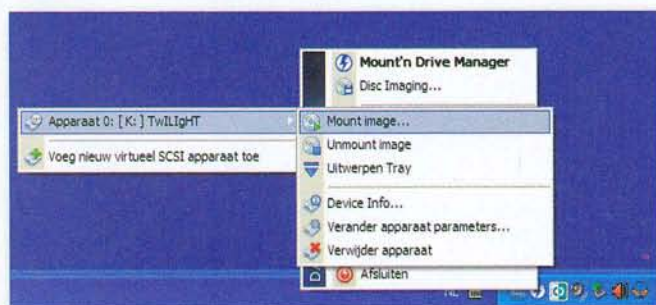 Mount'n Drive Manager
Disc Imaging...
Apparaat 0: [K:] TwILIgHT
Mount image...
Unmount image
Voeg nieuw virtueel SCSI apparaat toe
Uitwerpen Tray
Device Info...
Verander apparaat parameters...
Verwijder apparaat
Afsluiten
NL